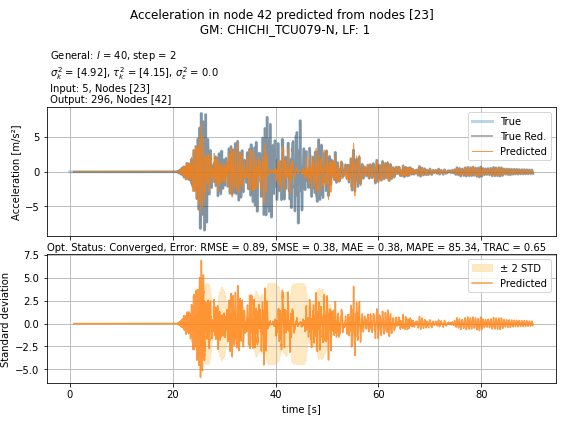 Acceleration in node 42 predicted from nodes [23]
GM: CHICHI_TCU079-N, LF: 1
General: l = 40, step = 2
σ²ₖ = [4.92], τ²ₖ = [4.15], σ²ε = 0.0
Input: 5, Nodes [23]
Output: 296, Nodes [42]
Acceleration [m/s²]
5
0
−5
True
True Red.
Predicted
Opt. Status: Converged, Error: RMSE = 0.89, SMSE = 0.38, MAE = 0.38, MAPE = 85.34, TRAC = 0.65
Standard deviation
7.5
5.0
2.5
0.0
−2.5
−5.0
± 2 STD
Predicted
0 20 40 60 80
time [s]